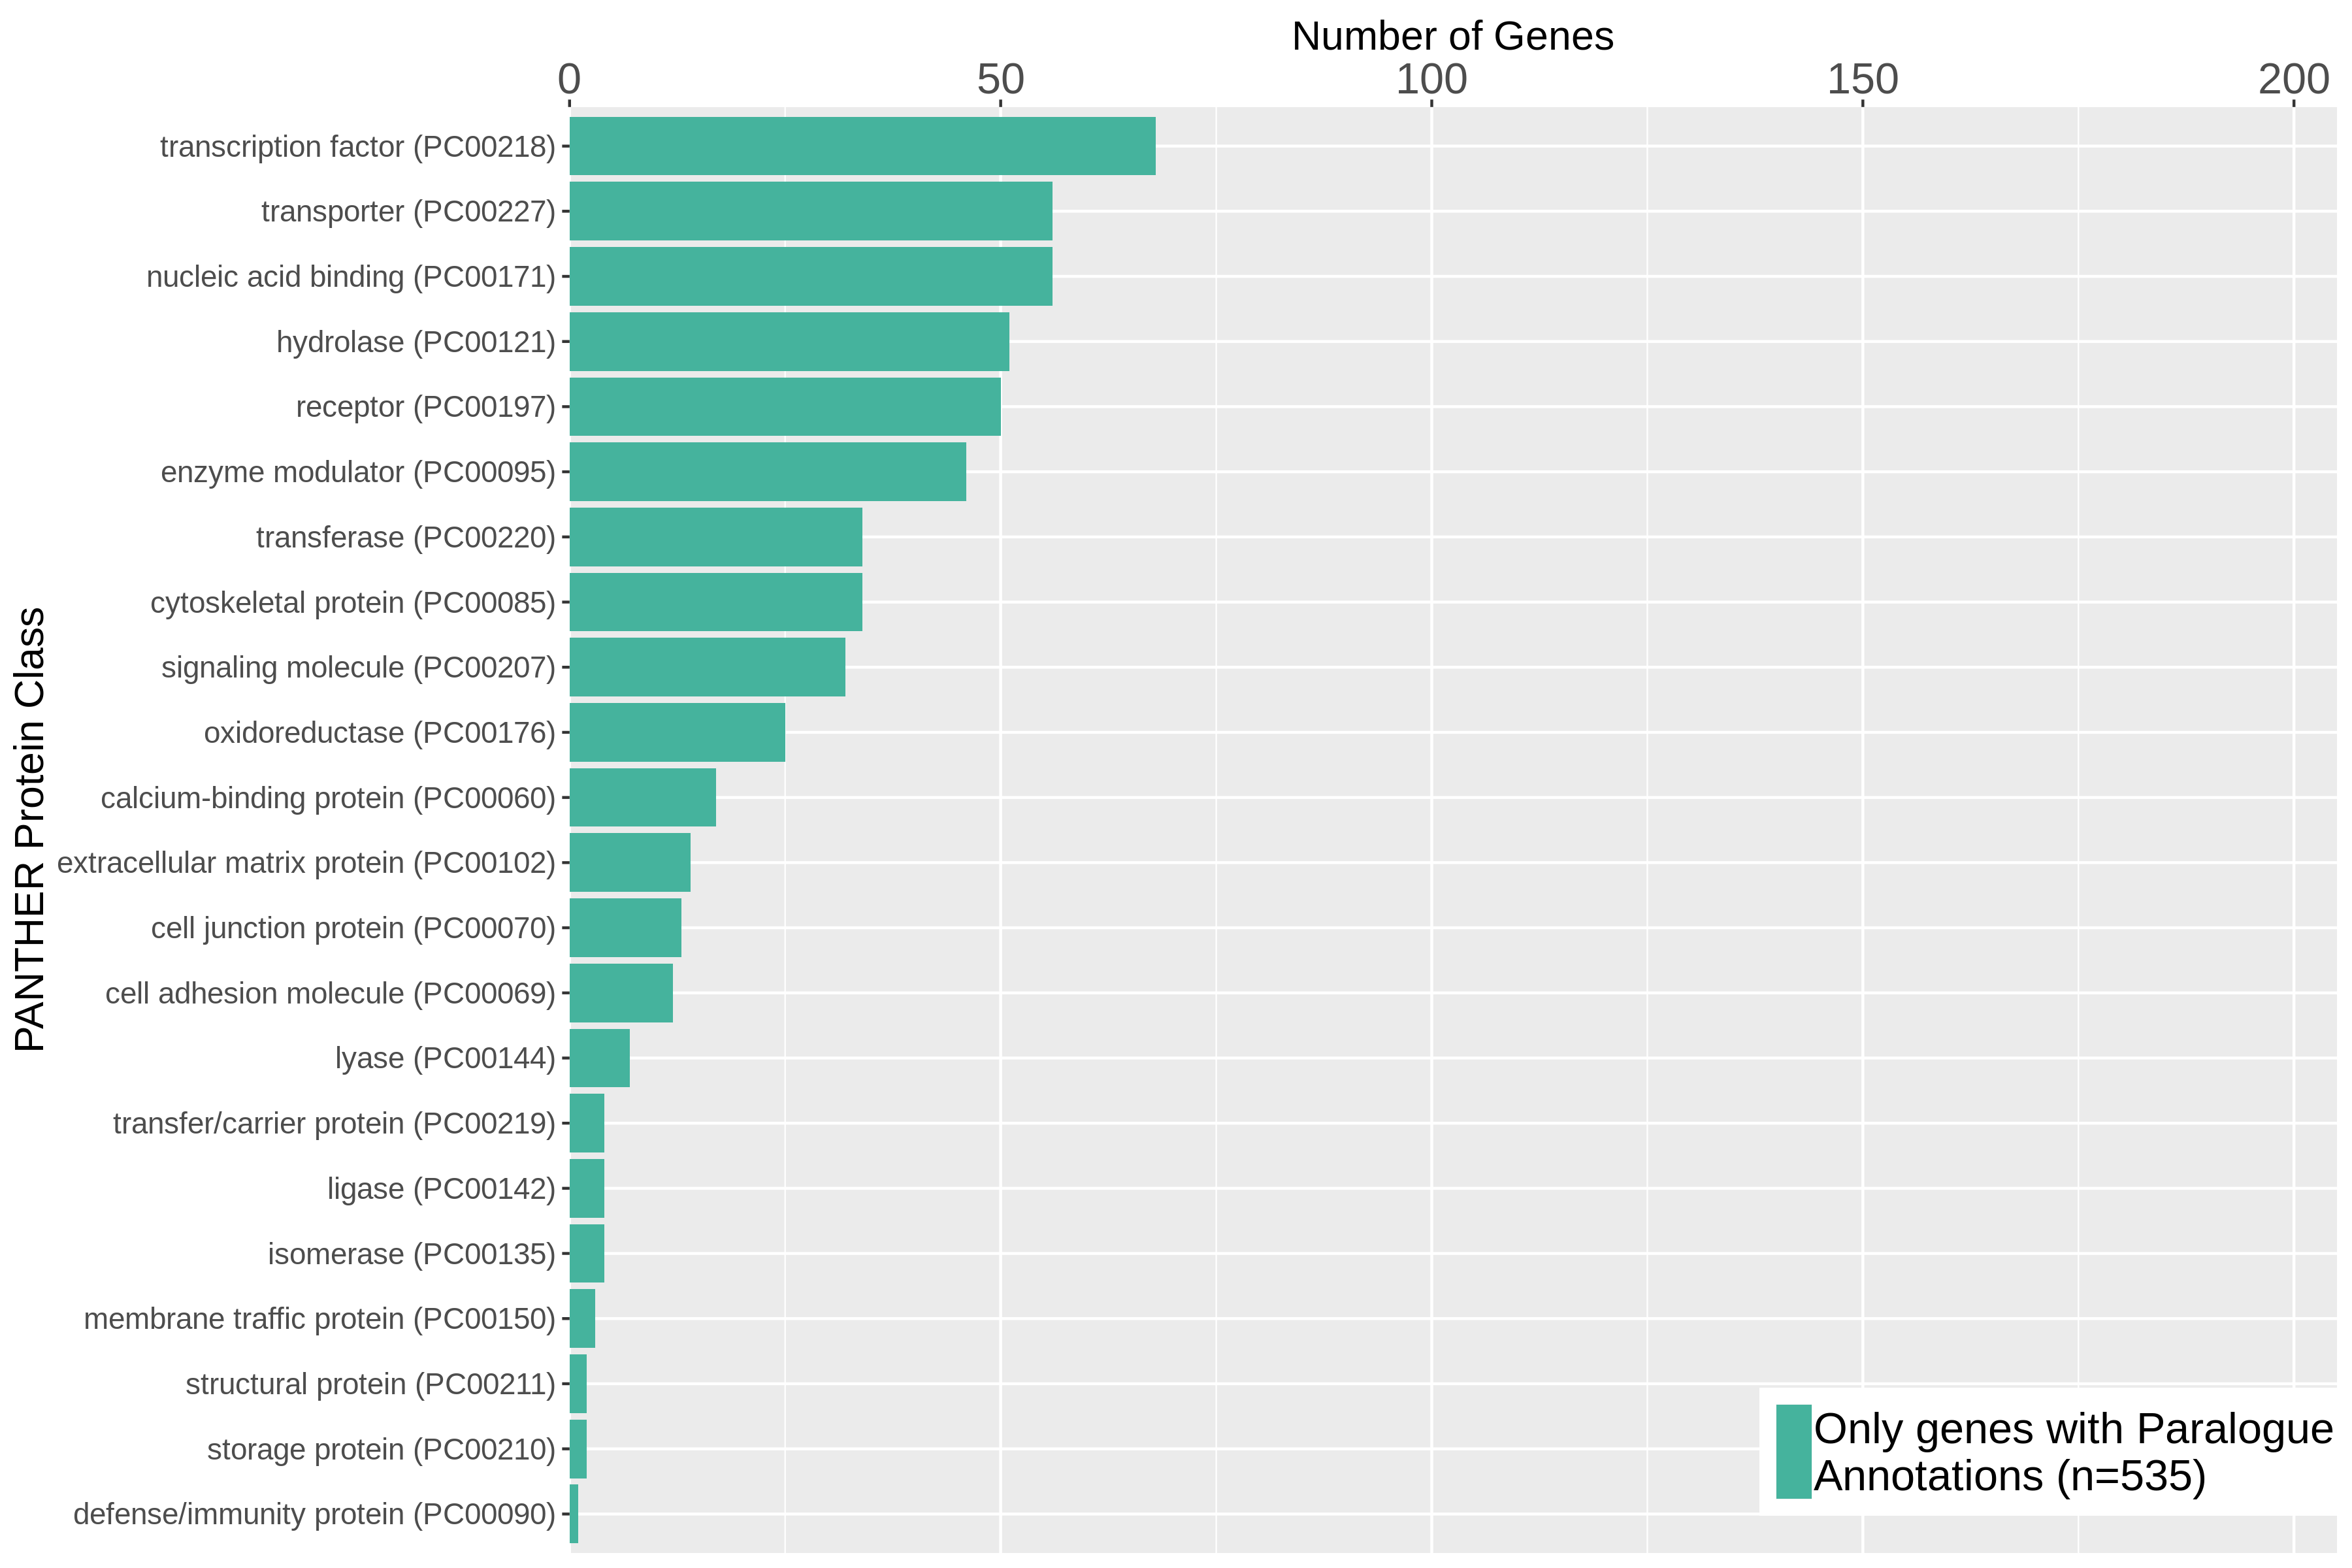 Number of Genes
0 50 100 150 200
PANTHER Protein Class
transcription factor (PC00218)
transporter (PC00227)
nucleic acid binding (PC00171)
hydrolase (PC00121)
receptor (PC00197)
enzyme modulator (PC00095)
transferase (PC00220)
cytoskeletal protein (PC00085)
signaling molecule (PC00207)
oxidoreductase (PC00176)
calcium-binding protein (PC00060)
extracellular matrix protein (PC00102)
cell junction protein (PC00070)
cell adhesion molecule (PC00069)
lyase (PC00144)
transfer/carrier protein (PC00219)
ligase (PC00142)
isomerase (PC00135)
membrane traffic protein (PC00150)
structural protein (PC00211)
storage protein (PC00210)
defense/immunity protein (PC00090)
Only genes with Paralogue
Annotations (n=535)